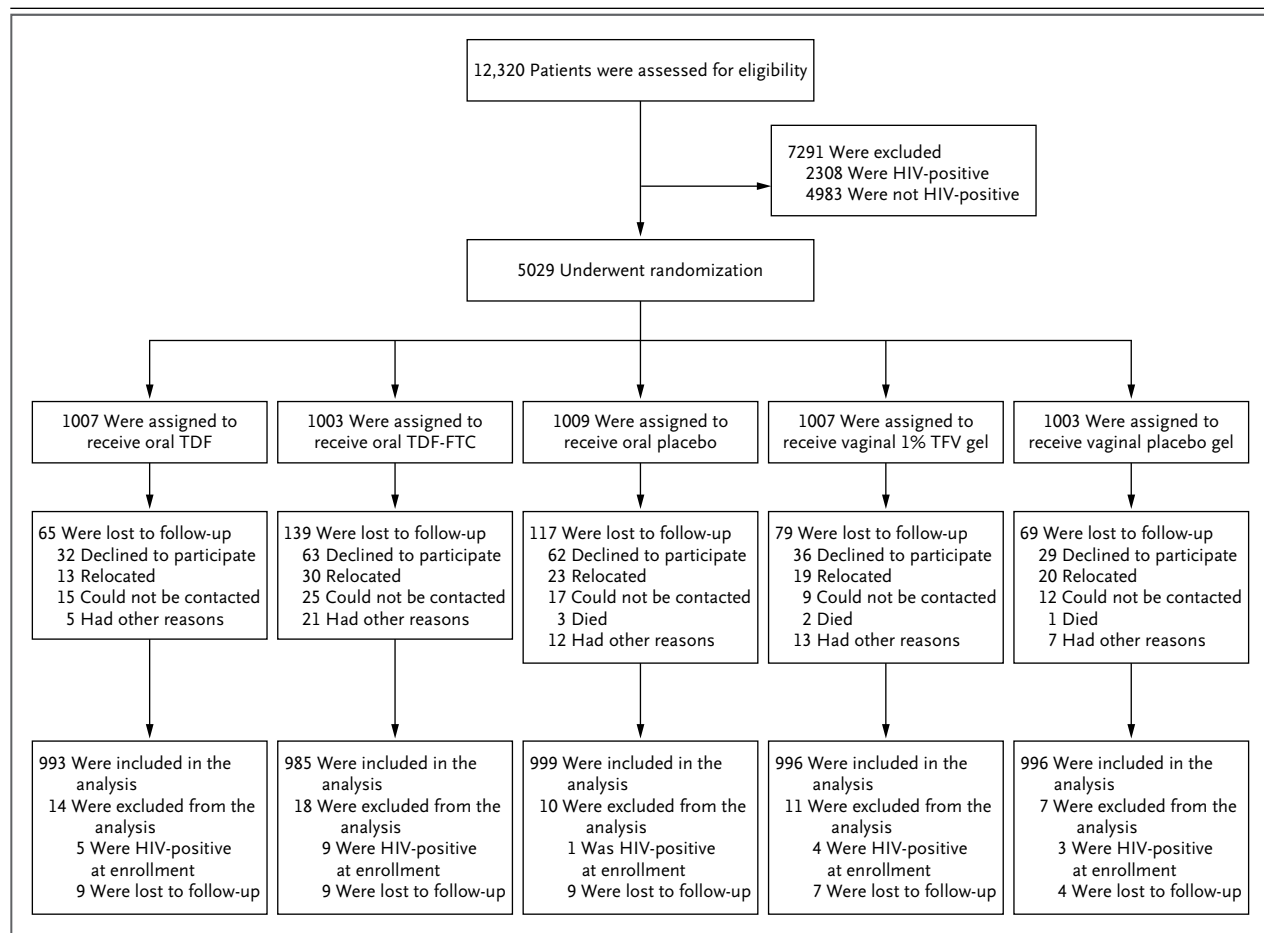 12,320 Patients were assessed for eligibility
7291 Were excluded
2308 Were HIV-positive
4983 Were not HIV-positive
5029 Underwent randomization
1007 Were assigned to
receive oral TDF
1003 Were assigned to
receive oral TDF-FTC
1009 Were assigned to
receive oral placebo
1007 Were assigned to
receive vaginal 1% TFV gel
1003 Were assigned to
receive vaginal placebo gel
65 Were lost to follow-up
32 Declined to participate
13 Relocated
15 Could not be contacted
5 Had other reasons
139 Were lost to follow-up
63 Declined to participate
30 Relocated
25 Could not be contacted
21 Had other reasons
117 Were lost to follow-up
62 Declined to participate
23 Relocated
17 Could not be contacted
3 Died
12 Had other reasons
79 Were lost to follow-up
36 Declined to participate
19 Relocated
9 Could not be contacted
2 Died
13 Had other reasons
69 Were lost to follow-up
29 Declined to participate
20 Relocated
12 Could not be contacted
1 Died
7 Had other reasons
993 Were included in the
analysis
14 Were excluded from the
analysis
5 Were HIV-positive
at enrollment
9 Were lost to follow-up
985 Were included in the
analysis
18 Were excluded from the
analysis
9 Were HIV-positive
at enrollment
9 Were lost to follow-up
999 Were included in the
analysis
10 Were excluded from the
analysis
1 Was HIV-positive
at enrollment
9 Were lost to follow-up
996 Were included in the
analysis
11 Were excluded from the
analysis
4 Were HIV-positive
at enrollment
7 Were lost to follow-up
996 Were included in the
analysis
7 Were excluded from the
analysis
3 Were HIV-positive
at enrollment
4 Were lost to follow-up